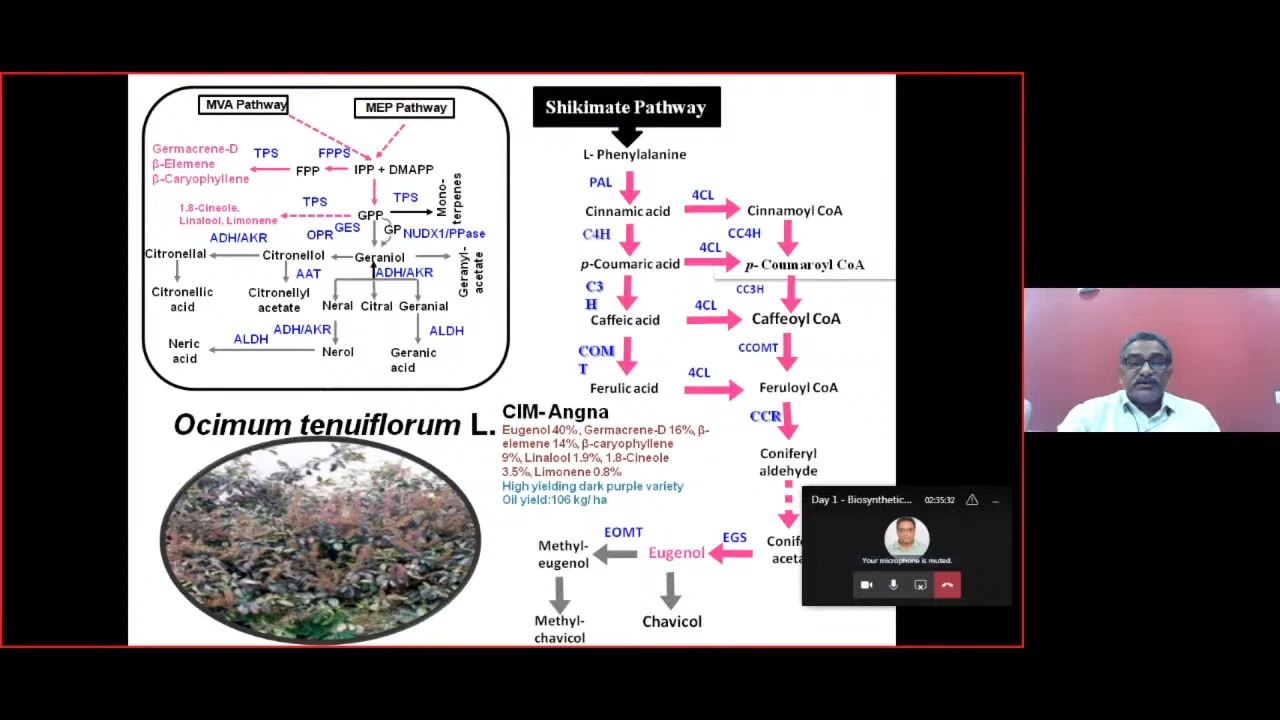 MVA Pathway
MEP Pathway
Germacrene-D
β-Elemene
β-Caryophyllene
TPS
FPPS
FPP
IPP + DMAPP
1.8-Cineole,
Linalool, Limonene
TPS
TPS
GPP
Mono-
terpenes
GES
GP
NUDX1/PPase
OPR
ADH/AKR
Citronellal
Citronellol
Geraniol
Geranyl-
acetate
AAT
ADH/AKR
Citronellic
acid
Citronellyl
acetate
Neral
Citral
Geranial
ADH/AKR
ALDH
ALDH
Neric
acid
Nerol
Geranic
acid
Shikimate Pathway
L- Phenylalanine
PAL
4CL
Cinnamic acid
Cinnamoyl CoA
C4H
CC4H
4CL
p-Coumaric acid
p- Coumaroyl CoA
C3
H
CC3H
4CL
Caffeic acid
Caffeoyl CoA
COM
T
CCOMT
4CL
Ferulic acid
Feruloyl CoA
CCR
Coniferyl
aldehyde
Conife
aceta
EGS
Eugenol
EOMT
Methyl-
eugenol
Methyl-
chavicol
Chavicol
Ocimum tenuiflorum L.
CIM-Angna
Eugenol 40%, Germacrene-D 16%, β-
elemene 14%, β-caryophyllene
9%, Linalool 1.9%, 1.8-Cineole
3.5%, Limonene 0.8%
High yielding dark purple variety
Oil yield:106 kg/ ha
Day 1 - Biosynthetic... 02:35:32
Your microphone is muted.